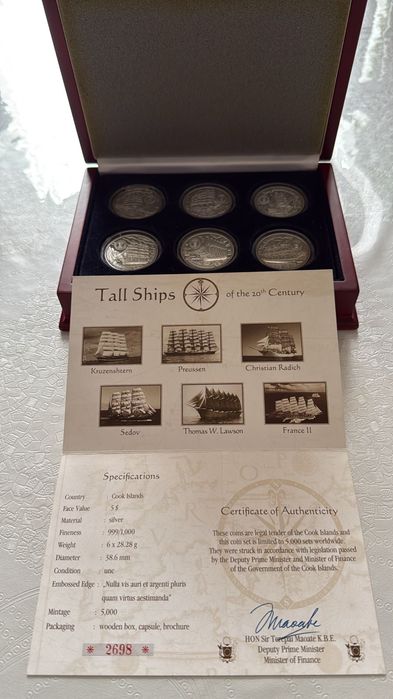 Tall Ships of the 20th Century
Kruzenshtern Preussen Christian Radich
Sedov Thomas W. Lawson France II
Specifications
Country : Cook Islands
Face Value : 5 $
Material : silver
Fineness : 999/1,000
Weight : 6 x 28.28 g
Diameter : 38.6 mm
Condition : unc
Embossed Edge : „Nulla vis auri et argenti pluris
quam virtus aestimanda"
Mintage : 5,000
Packaging : wooden box, capsule, brochure
* 2698 *
Certificate of Authenticity
These coins are legal tender of the Cook Islands and
this coin set is limited to 5,000 sets worldwide.
They were struck in accordance with legislation passed
by the Deputy Prime Minister and Minister of Finance
of the Government of the Cook Islands.
HON Sir Terepai Maoate K.B.E.
Deputy Prime Minister
Minister of Finance